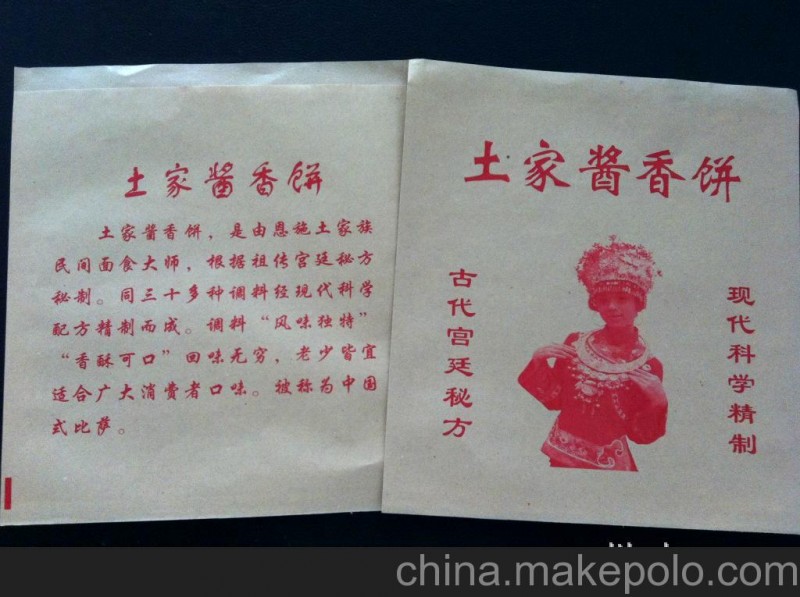 土家酱香饼
土家酱香饼，是由恩施土家族
民间面食大师，根据祖传宫廷秘方
秘制。同三十多种调料经现代科学
配方精制而成。调料“风味独特”
“香酥可口”回味无穷，老少皆宜
适合广大消费者口味。被称为中国
式比萨。
土家酱香饼
古代宫廷秘方
现代科学精制
china.makepolo.com